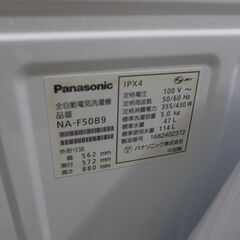 Panasonic
全自動電気洗濯機
品番
NA-F50B9
外形寸法
幅 562 mm
奥行 572 mm
高さ 880 mm
IPX4
定格電圧 100 V
定格周波数 50/60 Hz
定格消費電力 355/430 W
標準洗濯容量 5.0 kg
標準水量 47 L
標準使用水量 114 L
1682402372
パナソニック株式会社
中国製